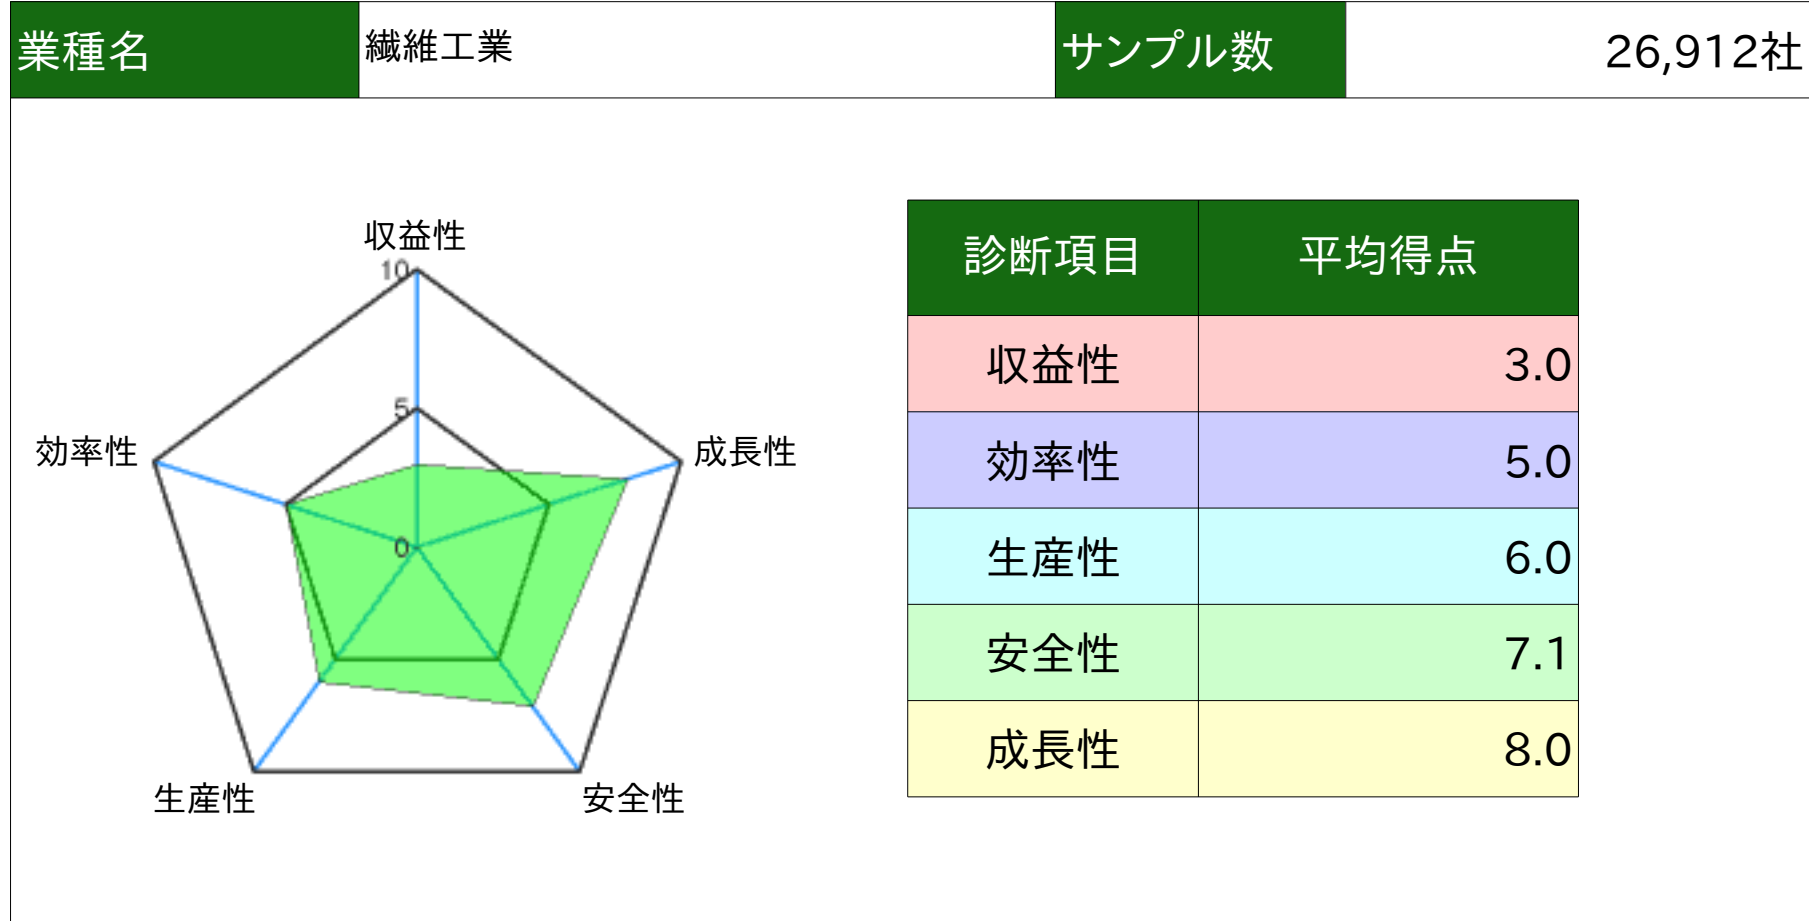 業種名 繊維工業 サンプル数 26,912社
収益性
10
5
0
効率性
成長性
生産性
安全性
診断項目 平均得点
収益性 3.0
効率性 5.0
生産性 6.0
安全性 7.1
成長性 8.0